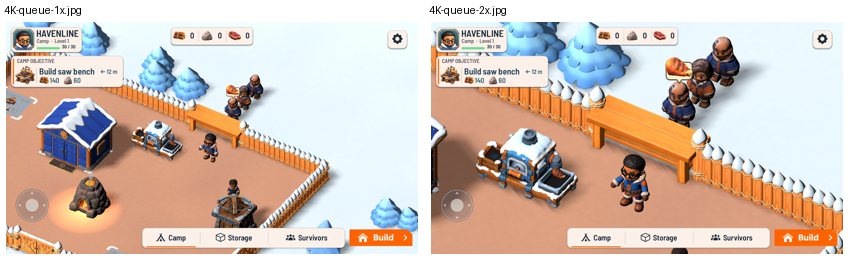 4K-queue-1x.jpg
HAVENLINE
Camp · Level 1
30 / 30
0 0 0
CAMP OBJECTIVE
Build saw bench
← 12 m
140 60
Camp
Storage
Survivors
Build >
4K-queue-2x.jpg
HAVENLINE
Camp · Level 1
30 / 30
0 0 0
CAMP OBJECTIVE
Build saw bench
← 12 m
140 60
Camp
Storage
Survivors
Build >